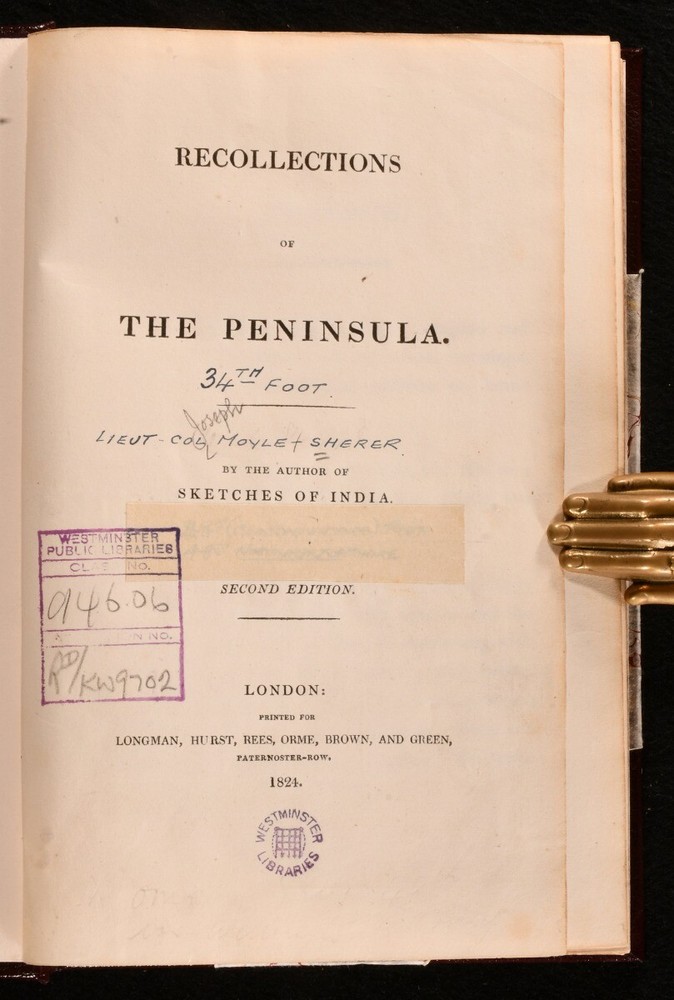 RECOLLECTIONS
OF
THE PENINSULA.
34TH FOOT.
Joseph
LIEUT-COL MOYLE SHERER.
BY THE AUTHOR OF
SKETCHES OF INDIA.
WESTMINSTER
PUBLIC LIBRARIES
CLASS NO.
946.06
N NO.
RD/KW9702
SECOND EDITION.
LONDON:
PRINTED FOR
LONGMAN, HURST, REES, ORME, BROWN, AND GREEN,
PATERNOSTER-ROW.
1824.
WESTMINSTER
LIBRARIES